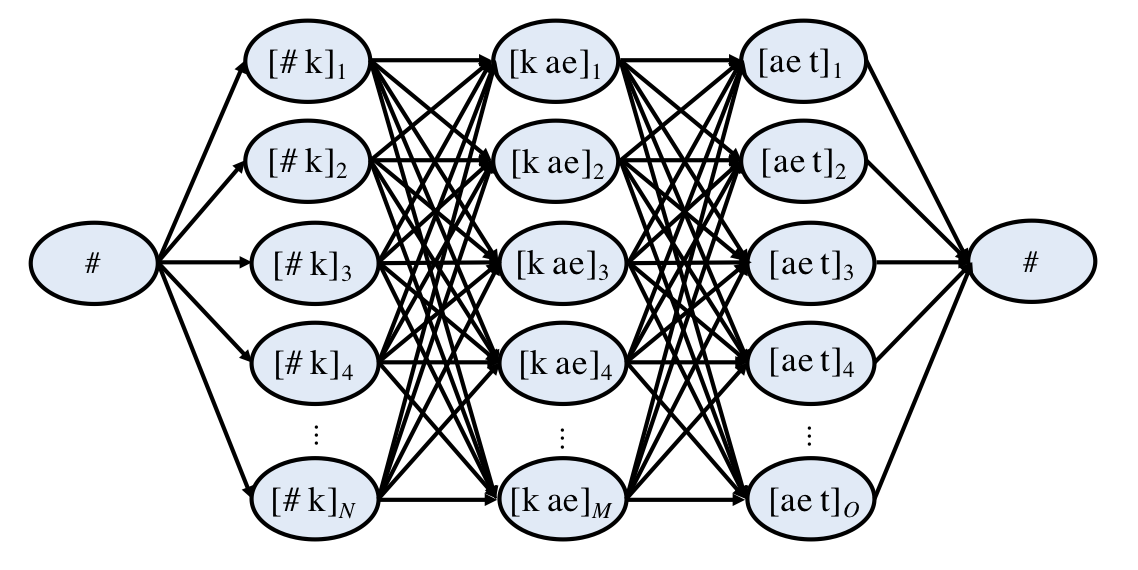 [# k]1 [k ae]1 [ae t]1
[# k]2 [k ae]2 [ae t]2
# [# k]3 [k ae]3 [ae t]3 #
[# k]4 [k ae]4 [ae t]4
⋮ ⋮ ⋮
[# k]N [k ae]M [ae t]O